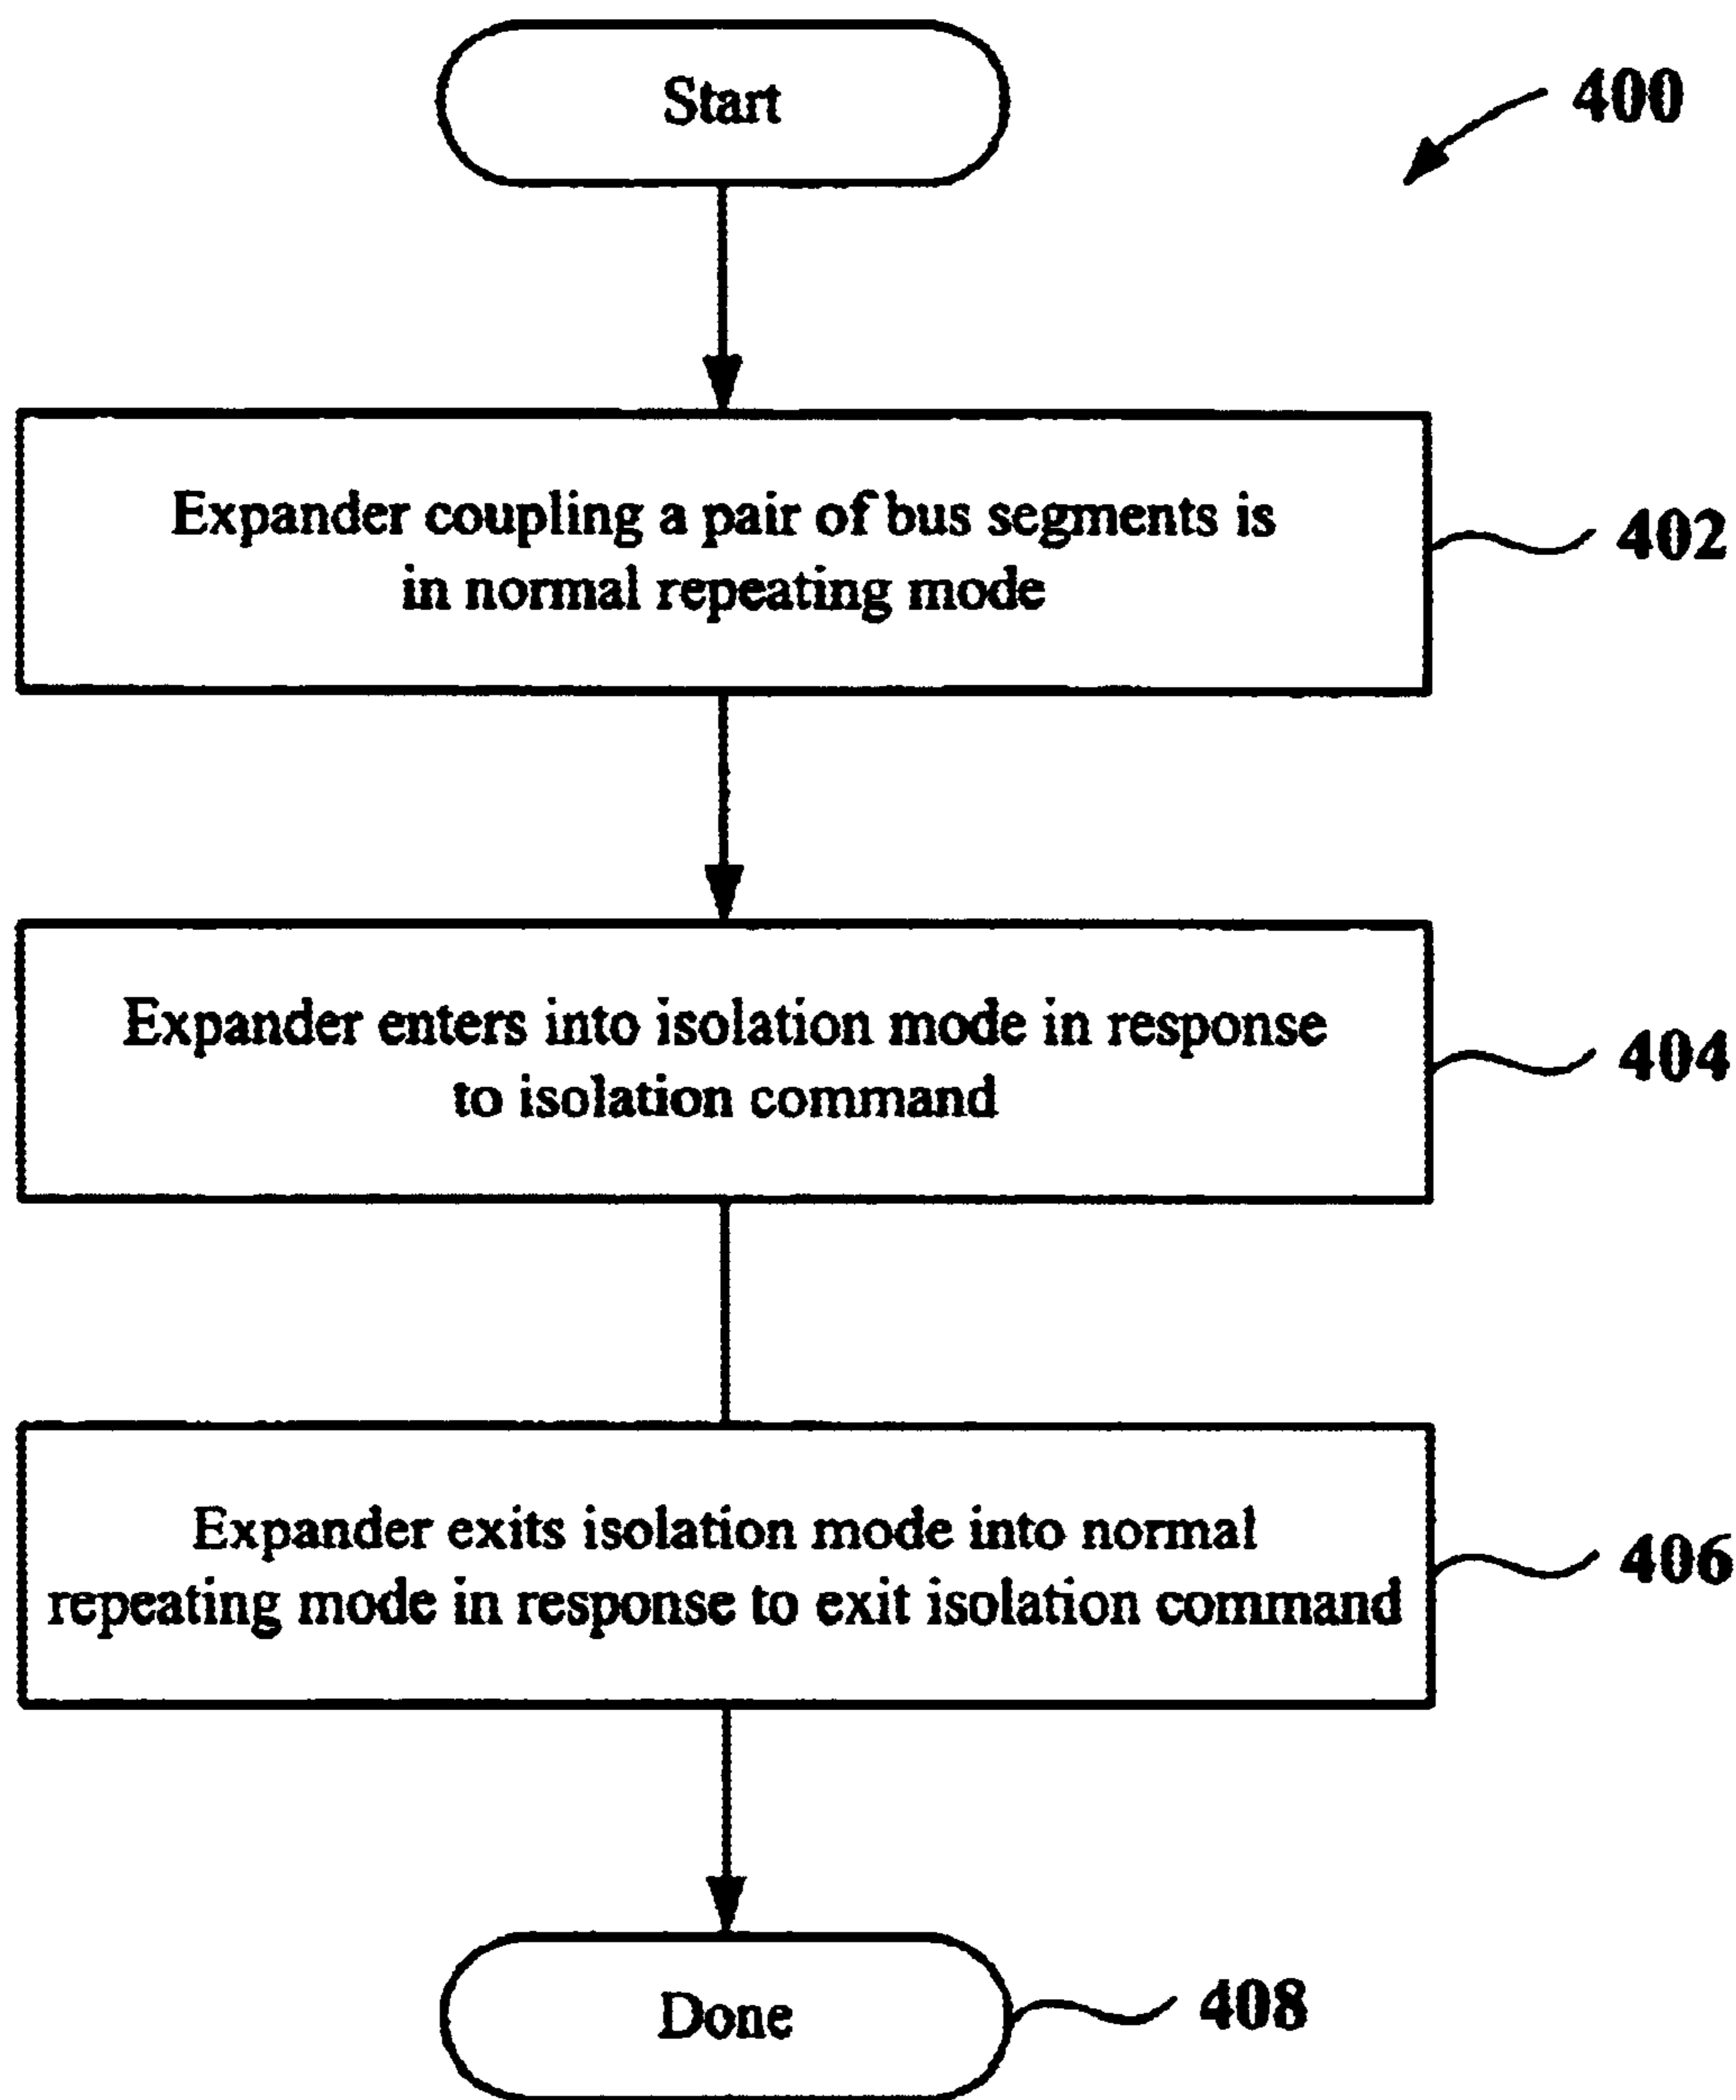 Start
400
Expander coupling a pair of bus segments is
in normal repeating mode
402
Expander enters into isolation mode in response
to isolation command
404
Expander exits isolation mode into normal
repeating mode in response to exit isolation command
406
Done
408